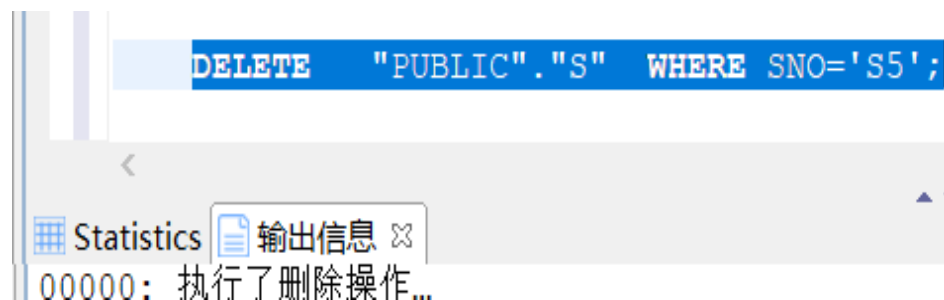 DELETE "PUBLIC"."S" WHERE SNO='S5';
Statistics 输出信息
00000: 执行了删除操作…